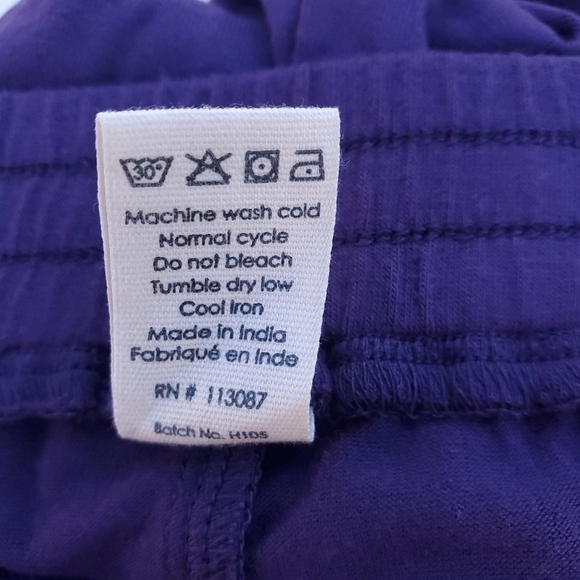 30°
Machine wash cold
Normal cycle
Do not bleach
Tumble dry low
Cool Iron
Made in India
Fabriqué en Inde
RN # 113087
Batch No. H105